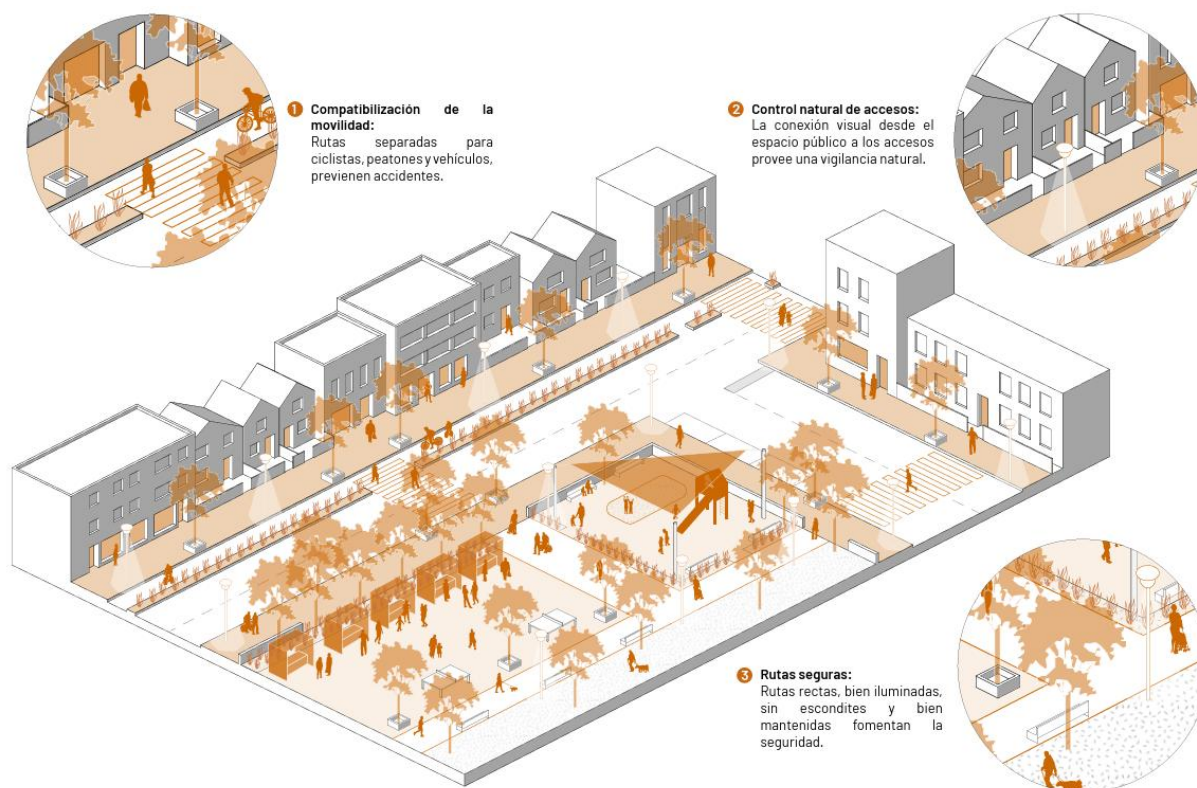 1 Compatibilización de la
movilidad:
Rutas separadas para
ciclistas, peatones y vehículos,
previenen accidentes.
2 Control natural de accesos:
La conexión visual desde el
espacio público a los accesos
provee una vigilancia natural.
3 Rutas seguras:
Rutas rectas, bien iluminadas,
sin escondites y bien
mantenidas fomentan la
seguridad.